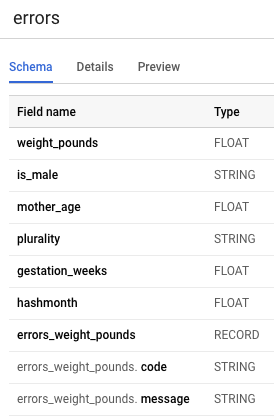 errors
Schema Details Preview
Field name Type
weight_pounds FLOAT
is_male STRING
mother_age FLOAT
plurality STRING
gestation_weeks FLOAT
hashmonth FLOAT
errors_weight_pounds RECORD
errors_weight_pounds. code STRING
errors_weight_pounds. message STRING